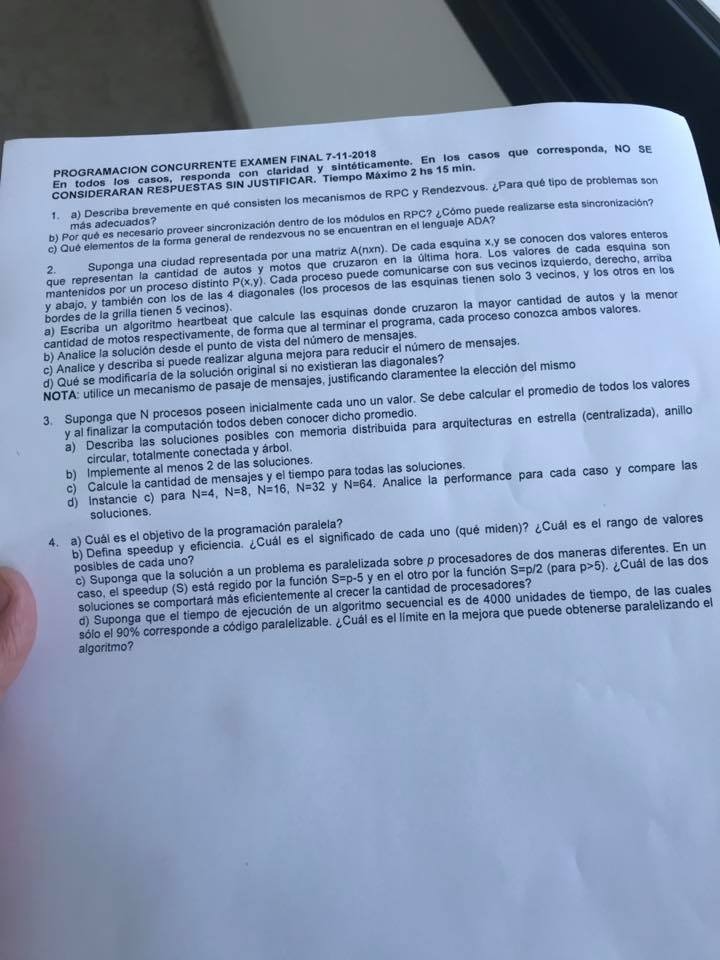 PROGRAMACION CONCURRENTE EXAMEN FINAL 7-11-2018
En todos los casos, responda con claridad y sintéticamente. En los casos que corresponda, NO SE
CONSIDERARAN RESPUESTAS SIN JUSTIFICAR. Tiempo Máximo 2 hs 15 min.
1. a) Describa brevemente en qué consisten los mecanismos de RPC y Rendezvous. ¿Para qué tipo de problemas son
más adecuados?
b) Por qué es necesario proveer sincronización dentro de los módulos en RPC? ¿Cómo puede realizarse esta sincronización?
c) Qué elementos de la forma general de rendezvous no se encuentran en el lenguaje ADA?
2. Suponga una ciudad representada por una matriz A(nxn). De cada esquina x,y se conocen dos valores enteros
que representan la cantidad de autos y motos que cruzaron en la última hora. Los valores de cada esquina son
mantenidos por un proceso distinto P(x,y). Cada proceso puede comunicarse con sus vecinos izquierdo, derecho, arriba
y abajo, y también con los de las 4 diagonales (los procesos de las esquinas tienen solo 3 vecinos, y los otros en los
bordes de la grilla tienen 5 vecinos).
a) Escriba un algoritmo heartbeat que calcule las esquinas donde cruzaron la mayor cantidad de autos y la menor
cantidad de motos respectivamente, de forma que al terminar el programa, cada proceso conozca ambos valores.
b) Analice la solución desde el punto de vista del número de mensajes.
c) Analice y describa si puede realizar alguna mejora para reducir el número de mensajes.
d) Qué se modificaría de la solución original si no existieran las diagonales?
NOTA: utilice un mecanismo de pasaje de mensajes, justificando claramentee la elección del mismo
3. Suponga que N procesos poseen inicialmente cada uno un valor. Se debe calcular el promedio de todos los valores
y al finalizar la computación todos deben conocer dicho promedio.
a) Describa las soluciones posibles con memoria distribuida para arquitecturas en estrella (centralizada), anillo
circular, totalmente conectada y árbol.
b) Implemente al menos 2 de las soluciones.
c) Calcule la cantidad de mensajes y el tiempo para todas las soluciones.
d) Instancie c) para N=4, N=8, N=16, N=32 y N=64. Analice la performance para cada caso y compare las
soluciones.
4. a) Cuál es el objetivo de la programación paralela?
b) Defina speedup y eficiencia. ¿Cuál es el significado de cada uno (qué miden)? ¿Cuál es el rango de valores
posibles de cada uno?
c) Suponga que la solución a un problema es paralelizada sobre p procesadores de dos maneras diferentes. En un
caso, el speedup (S) está regido por la función S=p-5 y en el otro por la función S=p/2 (para p>5). ¿Cuál de las dos
soluciones se comportará más eficientemente al crecer la cantidad de procesadores?
d) Suponga que el tiempo de ejecución de un algoritmo secuencial es de 4000 unidades de tiempo, de las cuales
sólo el 90% corresponde a código paralelizable. ¿Cuál es el límite en la mejora que puede obtenerse paralelizando el
algoritmo?